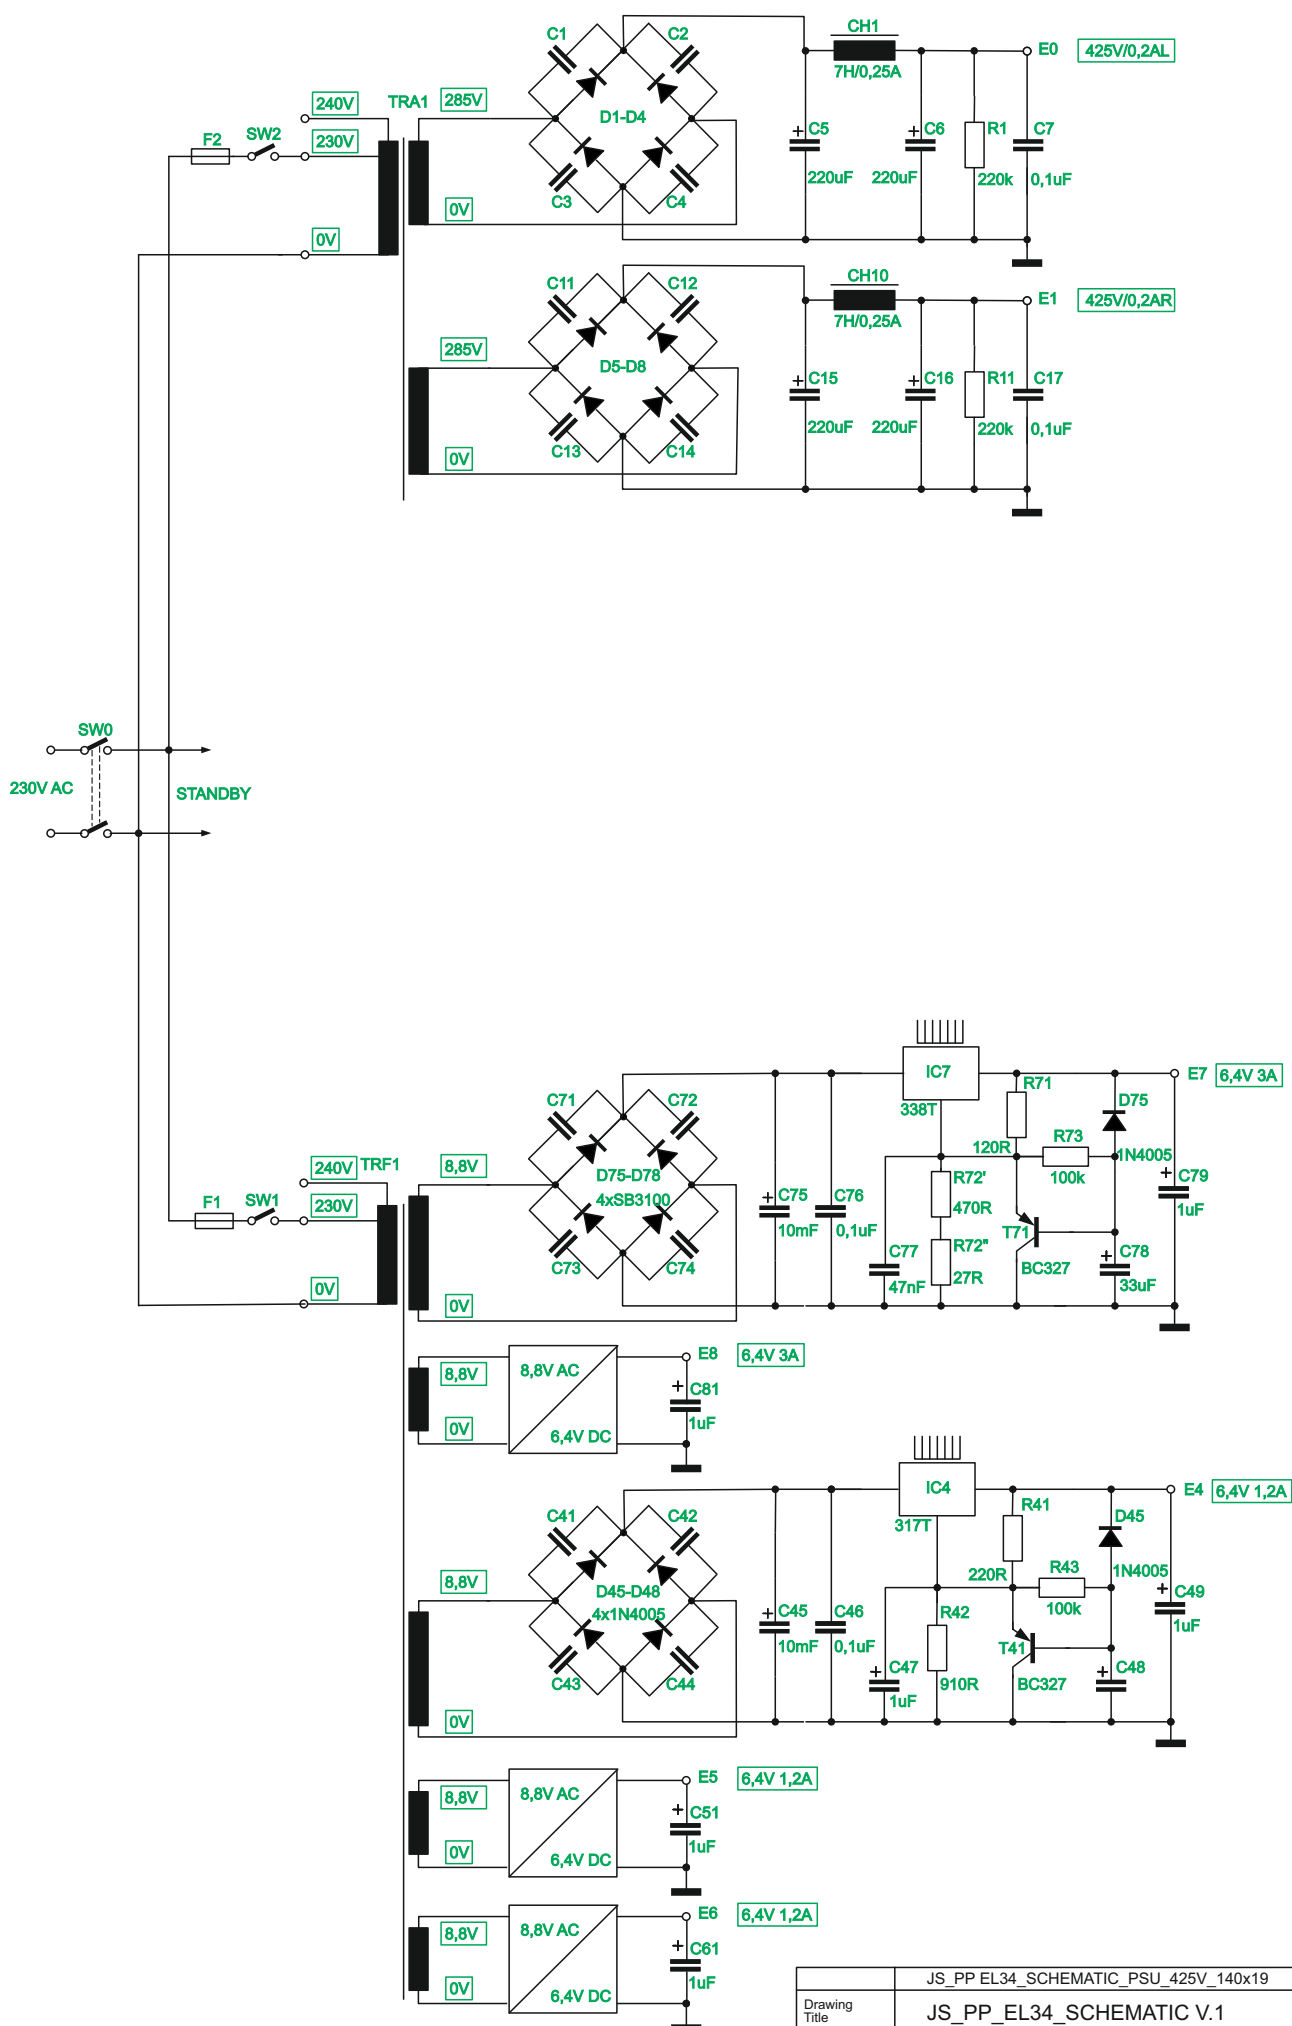 C1
C2
CH1
E0
425V/0,2AL
7H/0,25A
240V
TRA1
285V
D1-D4
F2
SW2
230V
+
C5
+
C6
R1
C7
220uF
220uF
220k
0,1uF
C3
C4
0V
0V
C11
C12
CH10
E1
425V/0,2AR
7H/0,25A
285V
D5-D8
+
C15
+
C16
R11
C17
220uF
220uF
220k
0,1uF
C13
C14
0V
SW0
230V AC
STANDBY
IC7
E7
6,4V 3A
R71
D75
C71
C72
338T
R73
120R
1N4005
240V
TRF1
8,8V
D75-D78
R72'
100k
+
C79
F1
SW1
230V
4xSB3100
+
C75
C76
470R
1uF
10mF
0,1uF
T71
R72"
C77
+
C78
C73
C74
BC327
27R
47nF
33uF
0V
0V
E8
6,4V 3A
8,8V
8,8V AC
+
C81
1uF
0V
6,4V DC
IC4
E4
6,4V 1,2A
R41
D45
C41
C42
317T
R43
220R
1N4005
8,8V
D45-D48
100k
+
C49
4x1N4005
+
C45
C46
R42
1uF
10mF
0,1uF
T41
C47
+
+
C48
C43
C44
910R
BC327
1uF
0V
E5
6,4V 1,2A
8,8V
8,8V AC
+
C51
1uF
0V
6,4V DC
E6
6,4V 1,2A
8,8V
8,8V AC
+
C61
1uF
0V
6,4V DC
JS_PP EL34_SCHEMATIC_PSU_425V_140x19
Drawing
Title
JS_PP_EL34_SCHEMATIC V.1